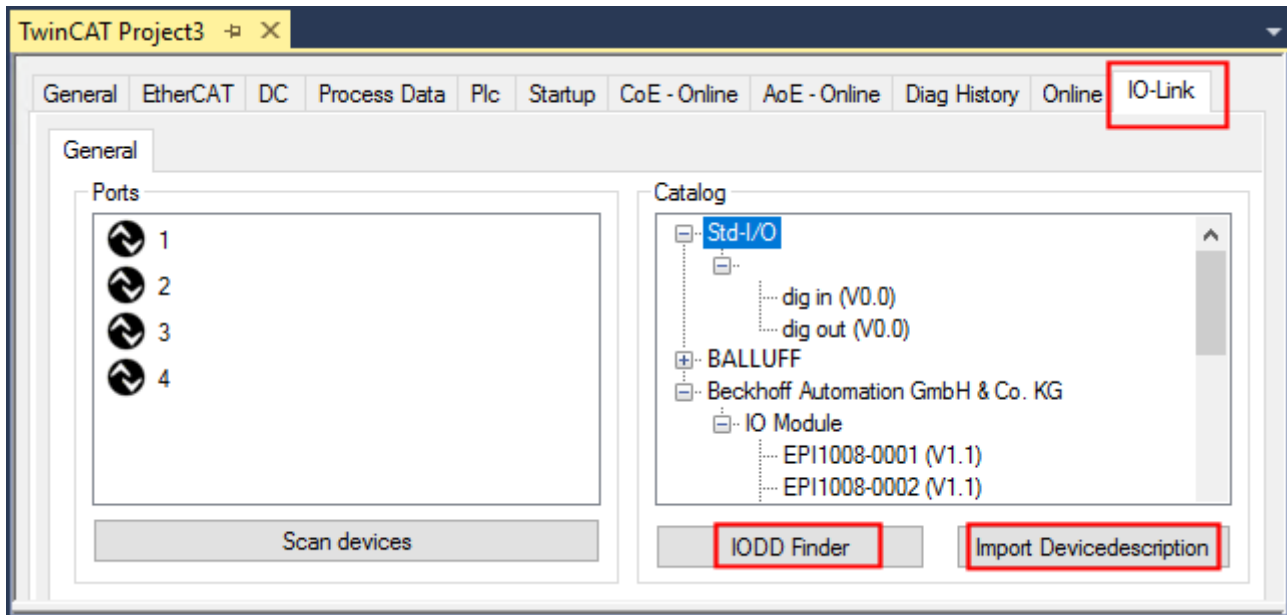 TwinCAT Project3
General EtherCAT DC Process Data Plc Startup CoE - Online AoE - Online Diag History Online IO-Link
General
Ports
1
2
3
4
Scan devices
Catalog
Std-I/O
dig in (V0.0)
dig out (V0.0)
BALLUFF
Beckhoff Automation GmbH & Co. KG
IO Module
EPI1008-0001 (V1.1)
EPI1008-0002 (V1.1)
IODD Finder
Import Devicedescription